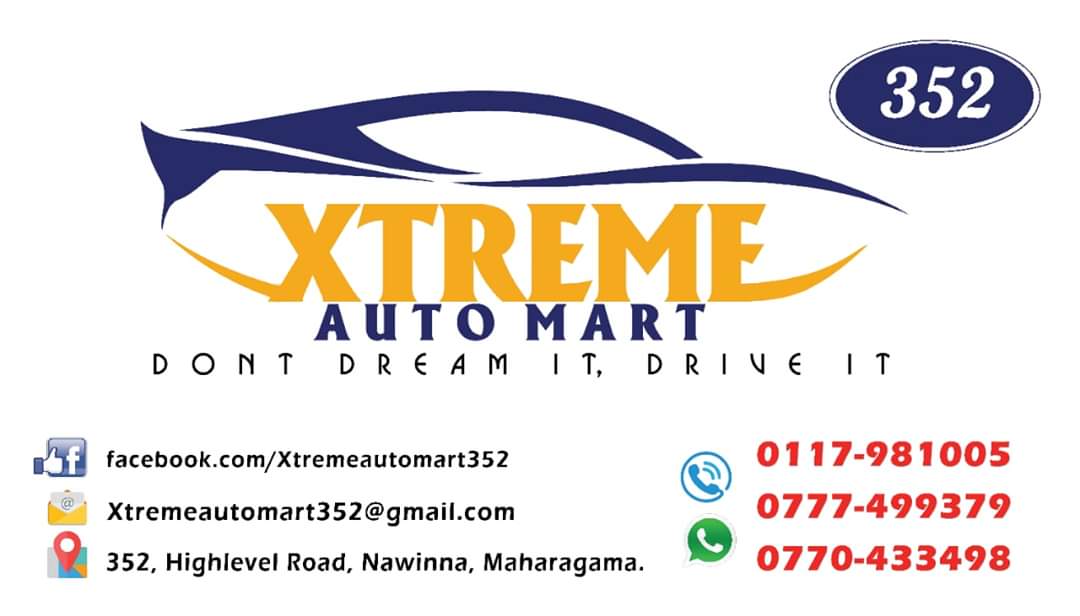 352
XTREME
AUTO MART
DONT DREAM IT, DRIVE IT
facebook.com/Xtremeautomart352
Xtremeautomart352@gmail.com
352, Highlevel Road, Nawinna, Maharagama.
0117-981005
0777-499379
0770-433498